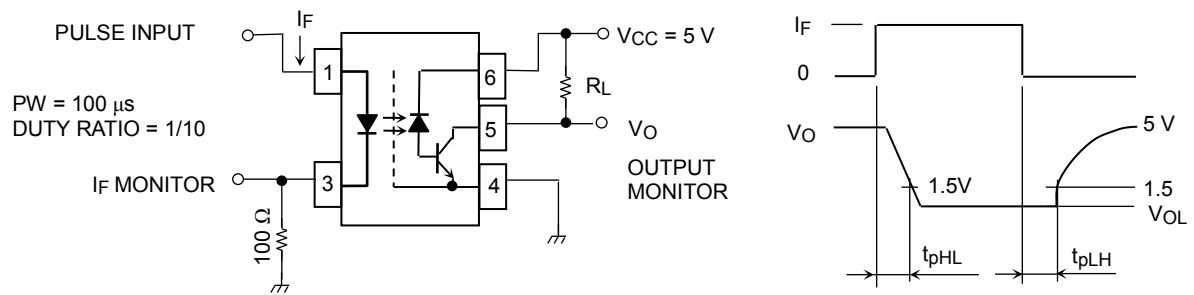 PULSE INPUT
IF
VCC = 5 V
1
6
RL
PW = 100 μs
DUTY RATIO = 1/10
5
VO
IF MONITOR
3
4
OUTPUT
MONITOR
100 Ω
IF
0
VO
5 V
1.5V
1.5
VOL
tpHL
tpLH